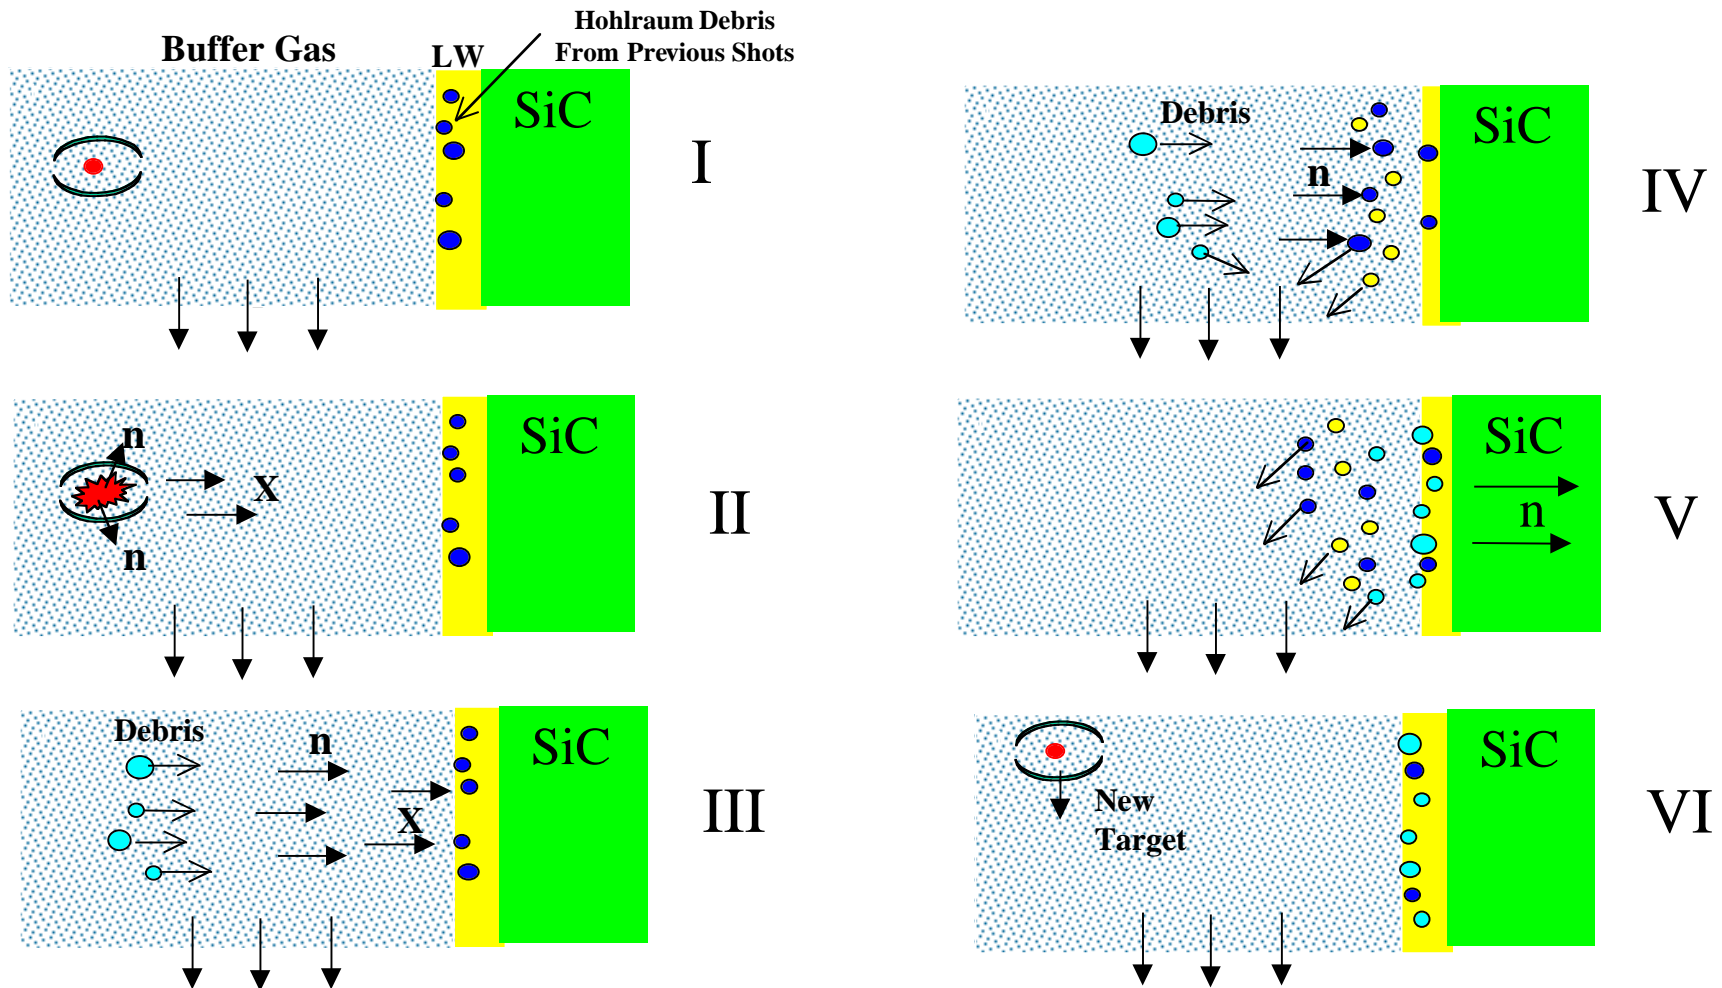 Hohlraum Debris
From Previous Shots
Buffer Gas
LW
SiC
I
n
X
n
SiC
II
Debris
n
X
SiC
III
Debris
n
SiC
IV
SiC
n
V
New
Target
SiC
VI